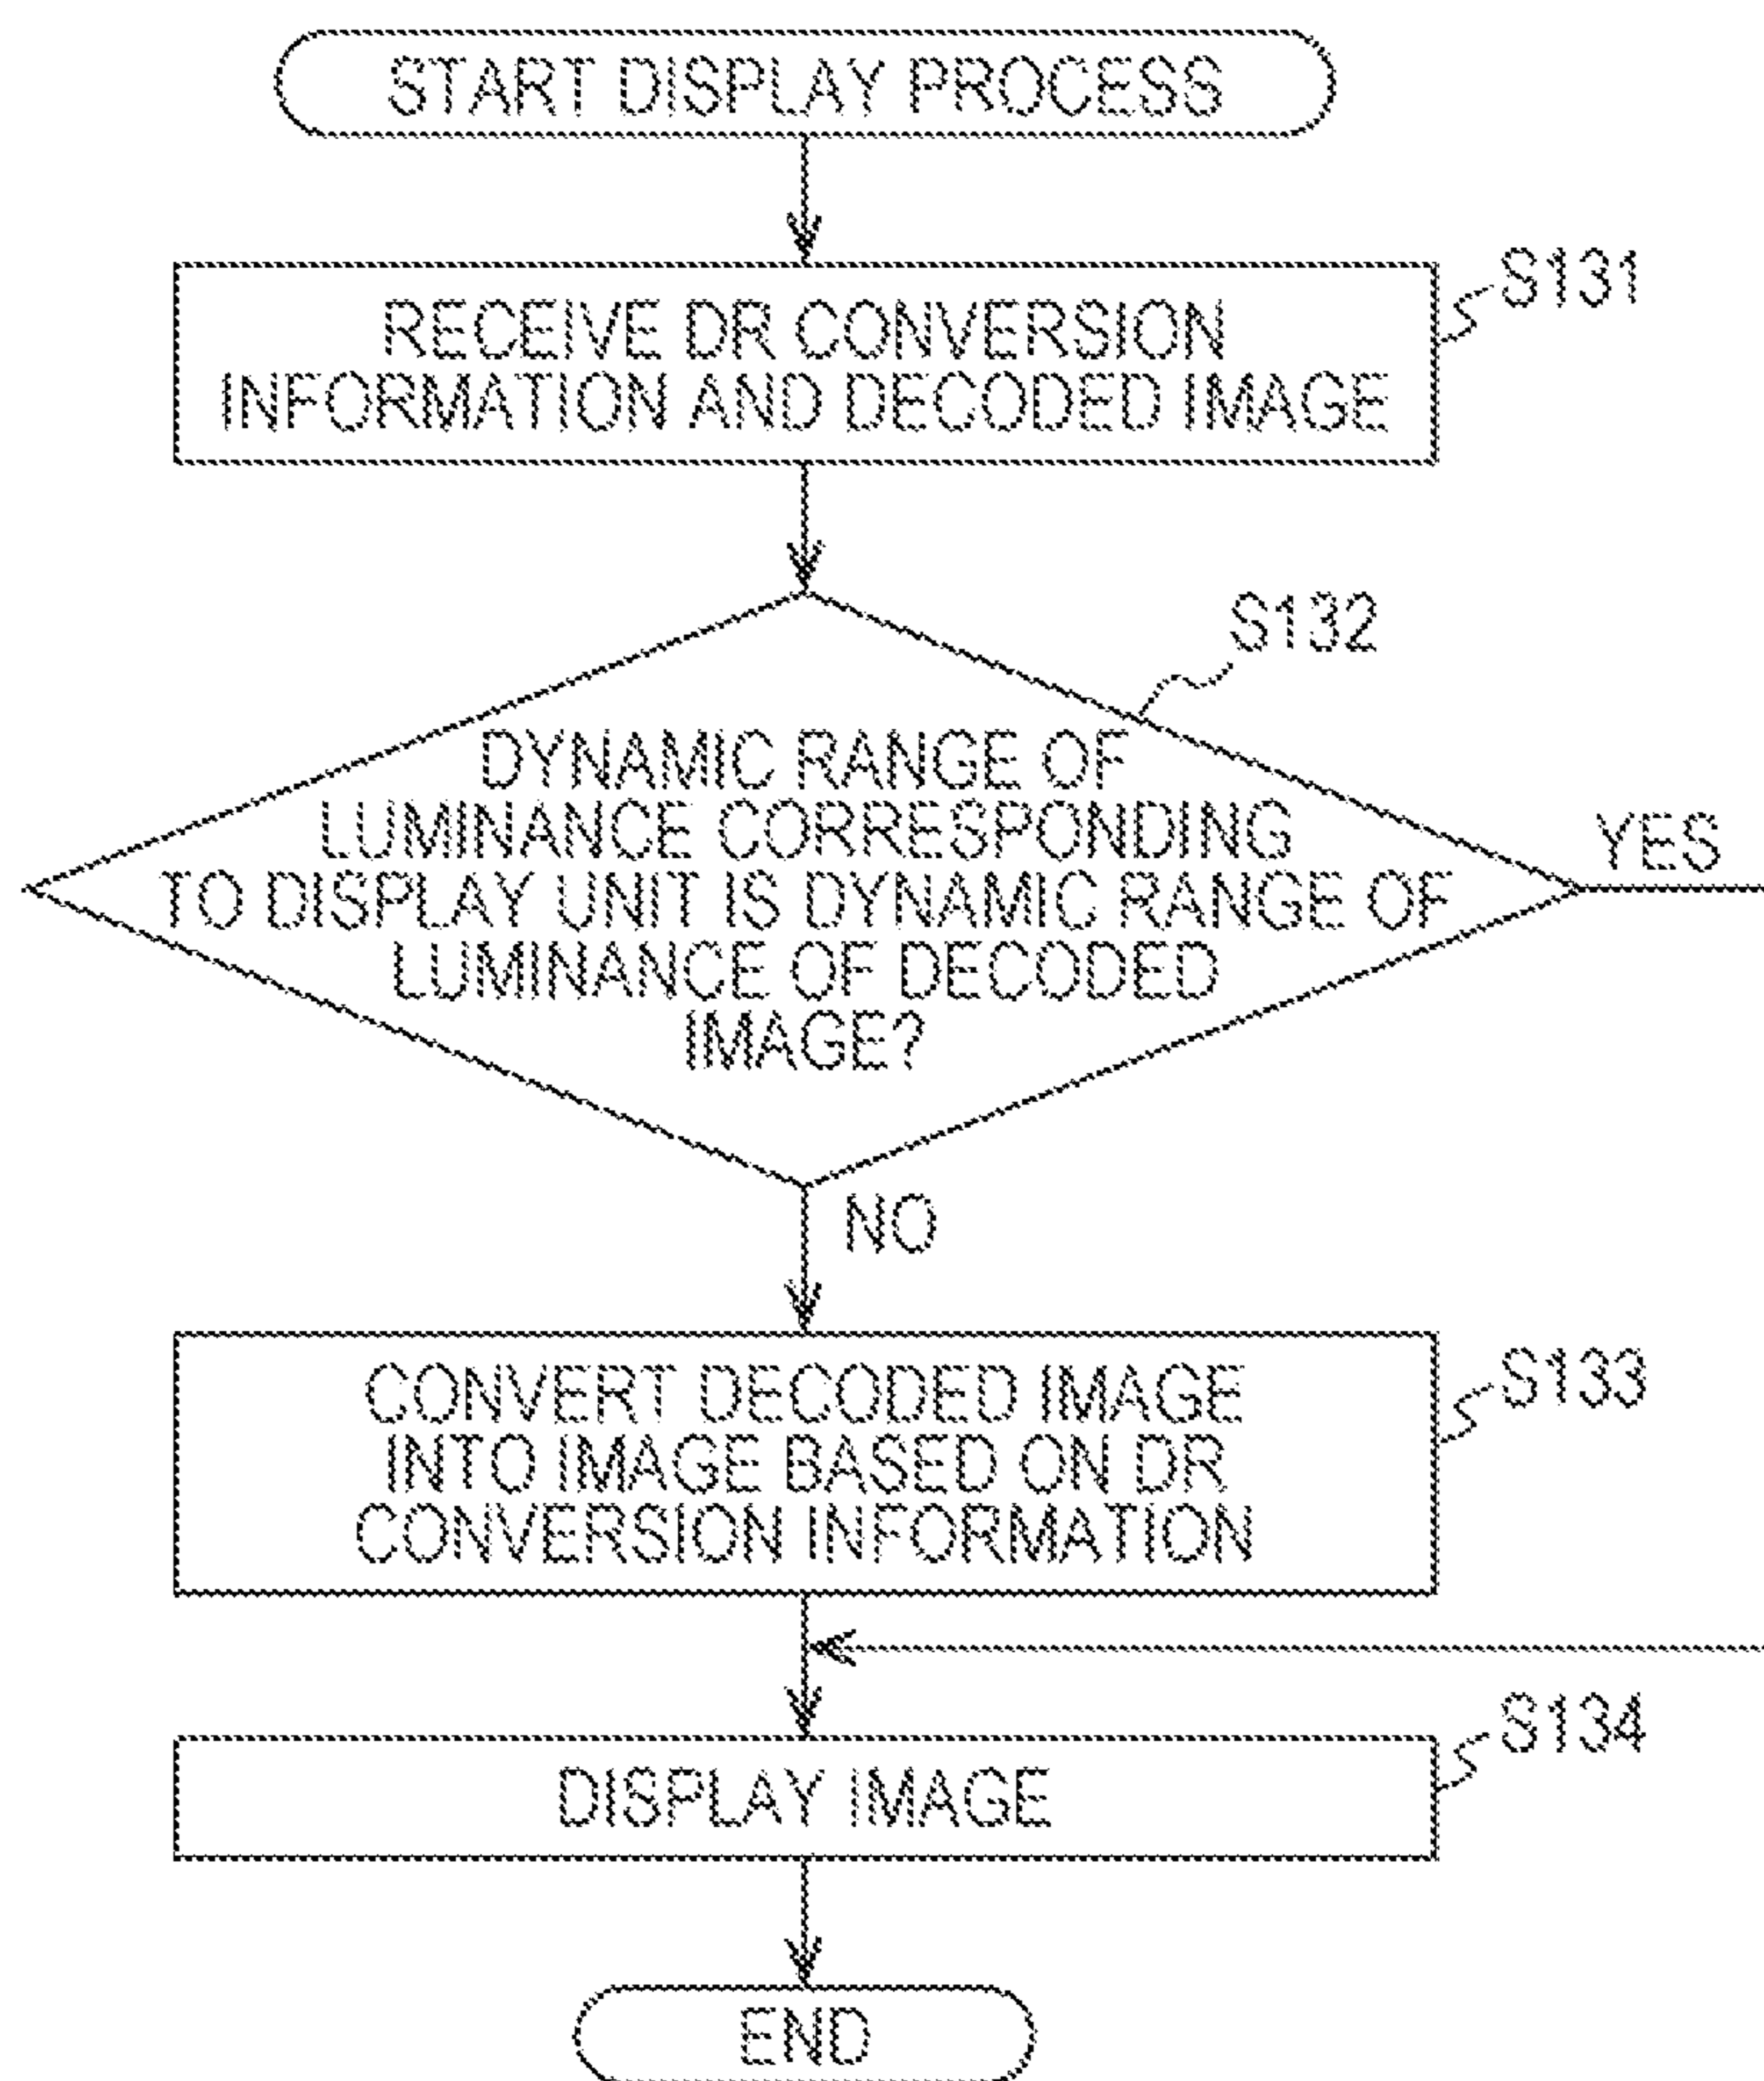 START DISPLAY PROCESS
S131
RECEIVE DR CONVERSION
INFORMATION AND DECODED IMAGE
S132
DYNAMIC RANGE OF
LUMINANCE CORRESPONDING
TO DISPLAY UNIT IS DYNAMIC RANGE OF
LUMINANCE OF DECODED
IMAGE?
YES
NO
S133
CONVERT DECODED IMAGE
INTO IMAGE BASED ON DR
CONVERSION INFORMATION
S134
DISPLAY IMAGE
END